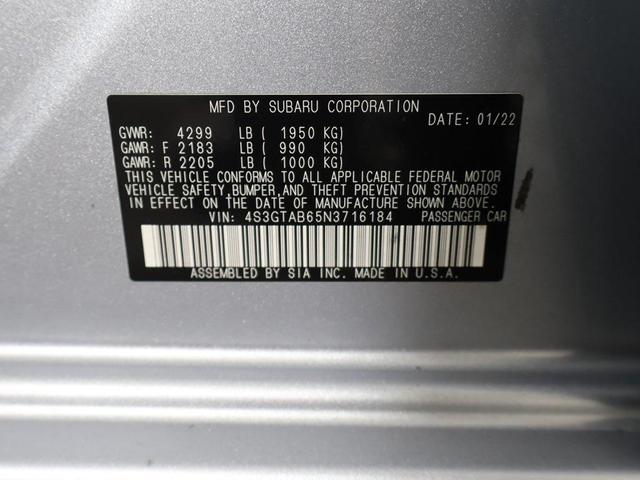 MFD BY SUBARU CORPORATION
DATE: 01/22
GVWR: 4299 LB ( 1950 KG)
GAWR: F 2183 LB ( 990 KG)
GAWR: R 2205 LB ( 1000 KG)
THIS VEHICLE CONFORMS TO ALL APPLICABLE FEDERAL MOTOR
VEHICLE SAFETY, BUMPER, AND THEFT PREVENTION STANDARDS
IN EFFECT ON THE DATE OF MANUFACTURE SHOWN ABOVE.
VIN: 4S3GTAB65N3716184 PASSENGER CAR
ASSEMBLED BY SIA INC. MADE IN U.S.A.